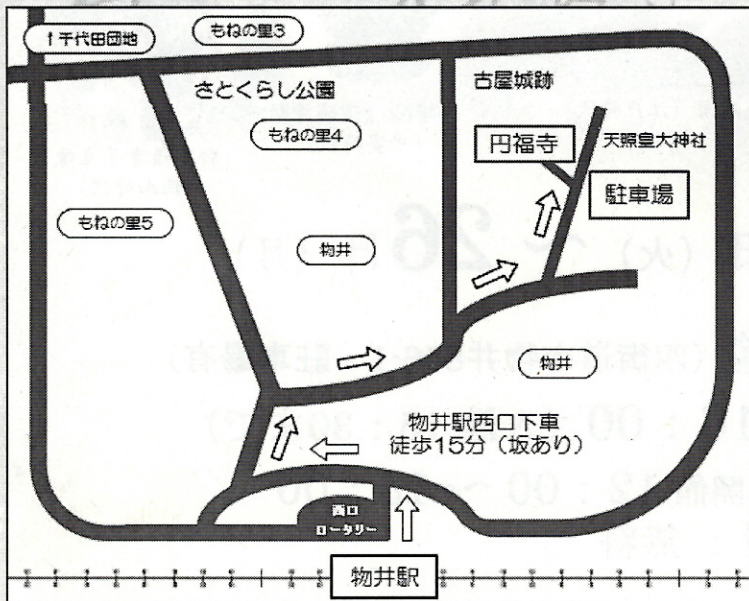 ↑千代田団地
もねの里3
さとくらし公園
もねの里4
古屋城跡
円福寺
天照皇大神社
駐車場
もねの里5
物井
物井
物井駅西口下車
徒歩15分（坂あり）
西口
ロータリー
物井駅